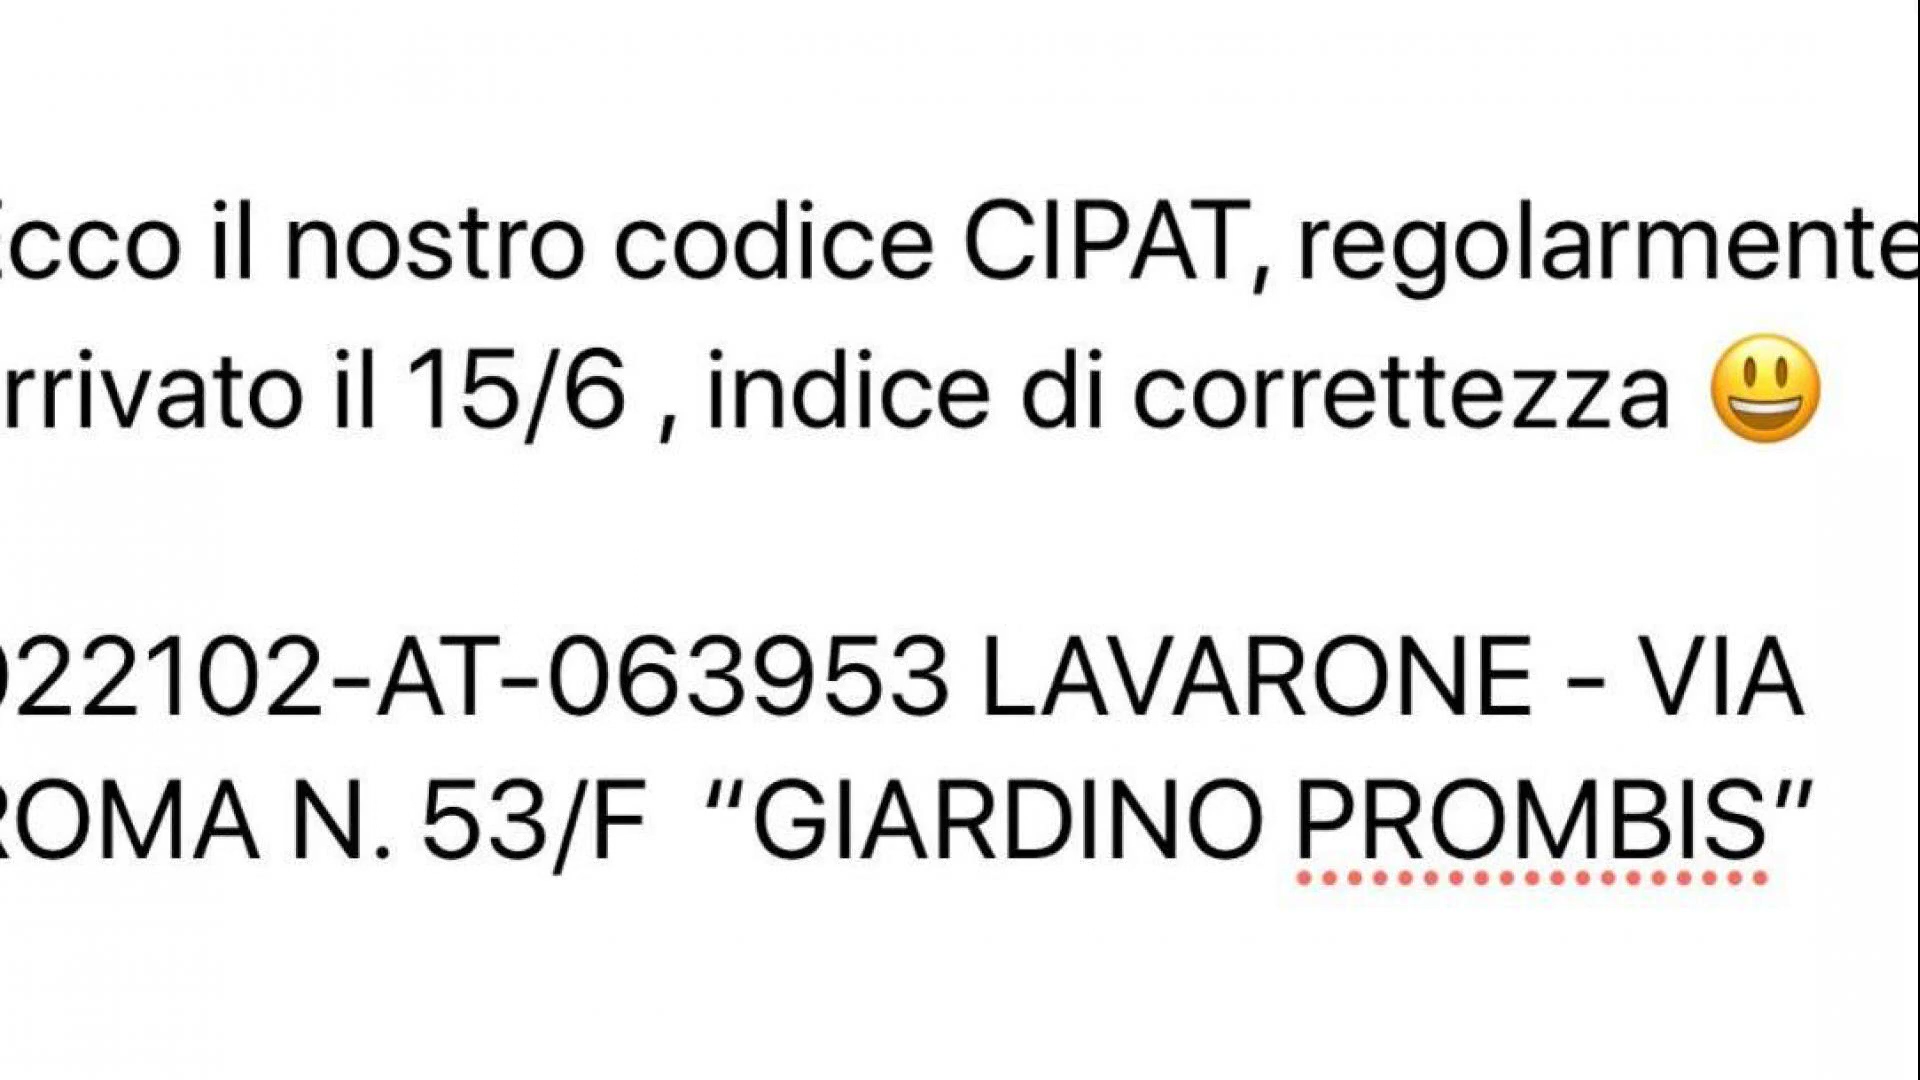 Ecco il nostro codice CIPAT, regolarmente
arrivato il 15/6 , indice di correttezza 😃
022102-AT-063953 LAVARONE - VIA
ROMA N. 53/F “GIARDINO PROMBIS”